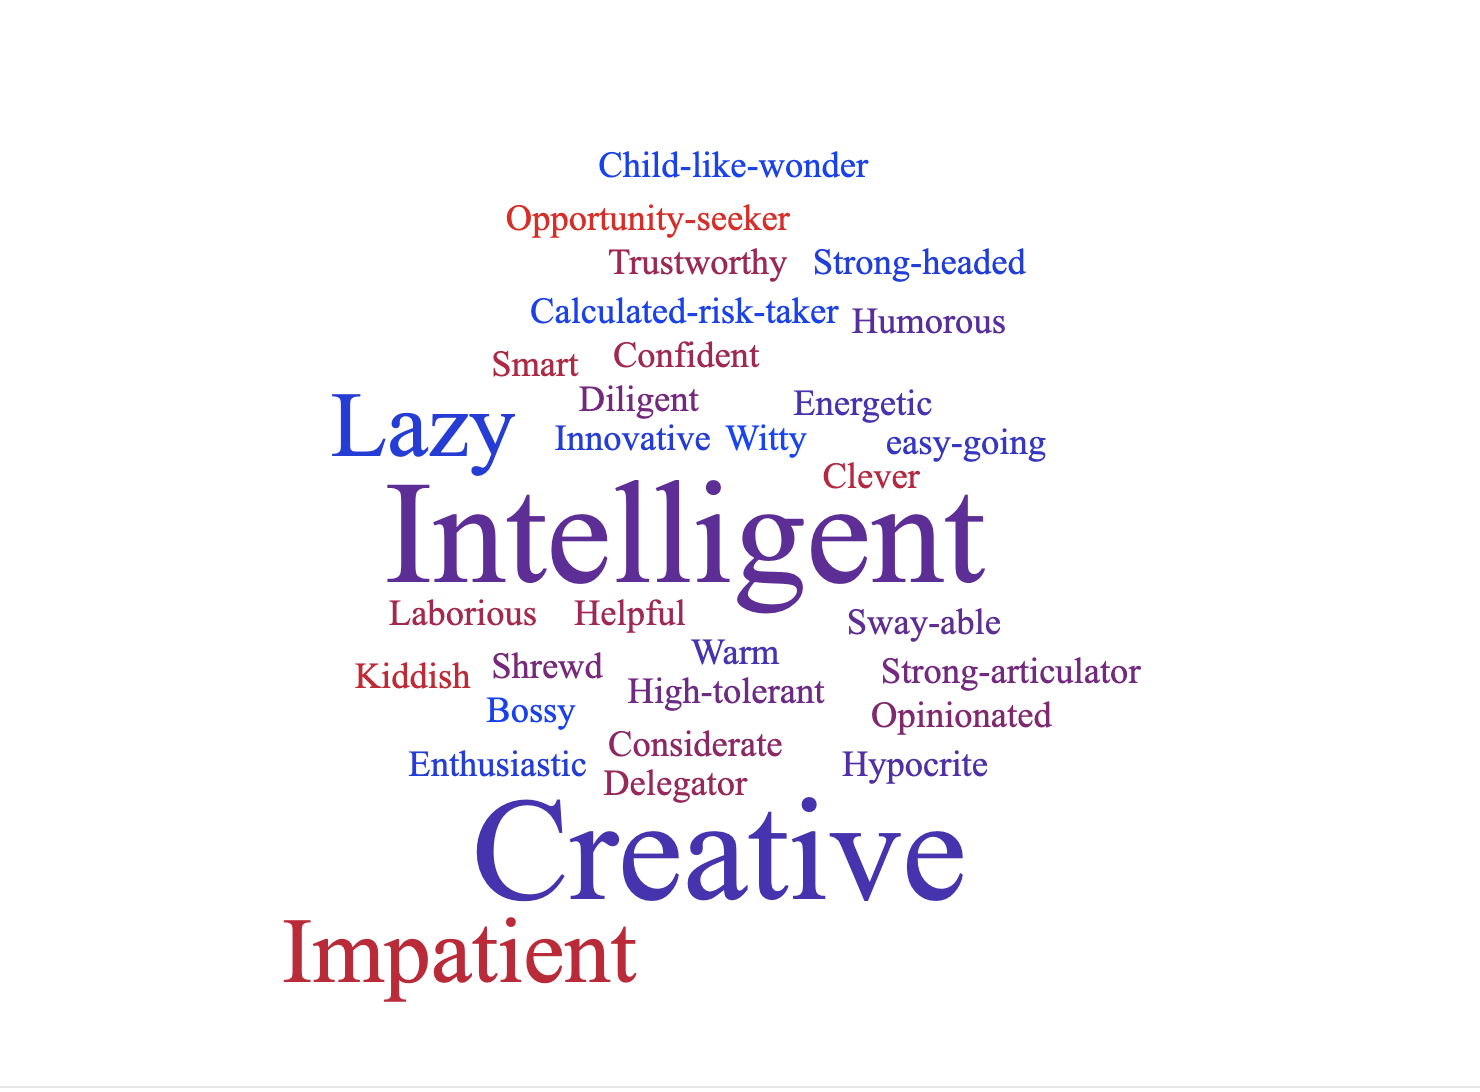 Child-like-wonder
Opportunity-seeker
Trustworthy Strong-headed
Calculated-risk-taker Humorous
Smart Confident
Diligent Energetic
Lazy Innovative Witty easy-going
Clever
Intelligent
Laborious Helpful Sway-able
Warm
Kiddish Shrewd Strong-articulator
High-tolerant
Bossy Opinionated
Considerate
Enthusiastic Hypocrite
Delegator
Creative
Impatient